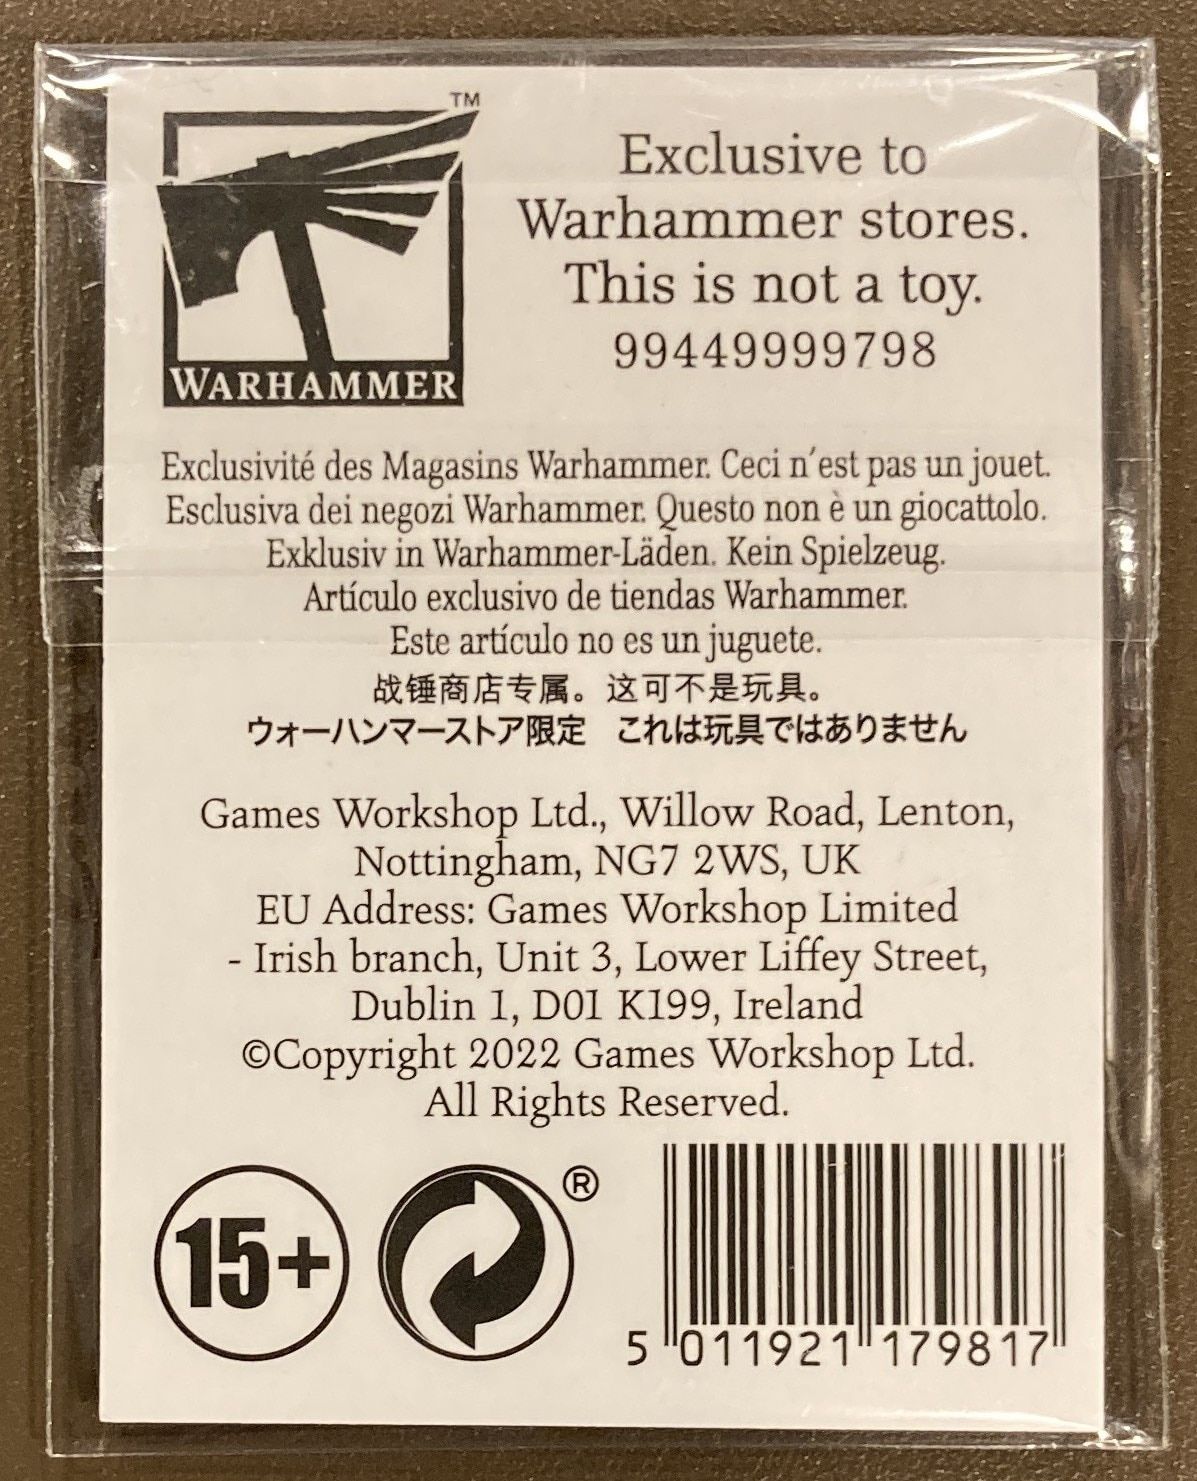 TM
WARHAMMER
Exclusive to
Warhammer stores.
This is not a toy.
99449999798
Exclusivité des Magasins Warhammer. Ceci n'est pas un jouet.
Esclusiva dei negozi Warhammer. Questo non è un giocattolo.
Exklusiv in Warhammer-Läden. Kein Spielzeug.
Artículo exclusivo de tiendas Warhammer.
Este artículo no es un juguete.
战锤商店专属。这可不是玩具。
ウォーハンマーストア限定 これは玩具ではありません
Games Workshop Ltd., Willow Road, Lenton,
Nottingham, NG7 2WS, UK
EU Address: Games Workshop Limited
- Irish branch, Unit 3, Lower Liffey Street,
Dublin 1, D01 K199, Ireland
©Copyright 2022 Games Workshop Ltd.
All Rights Reserved.
15+
®
5 011921 179817